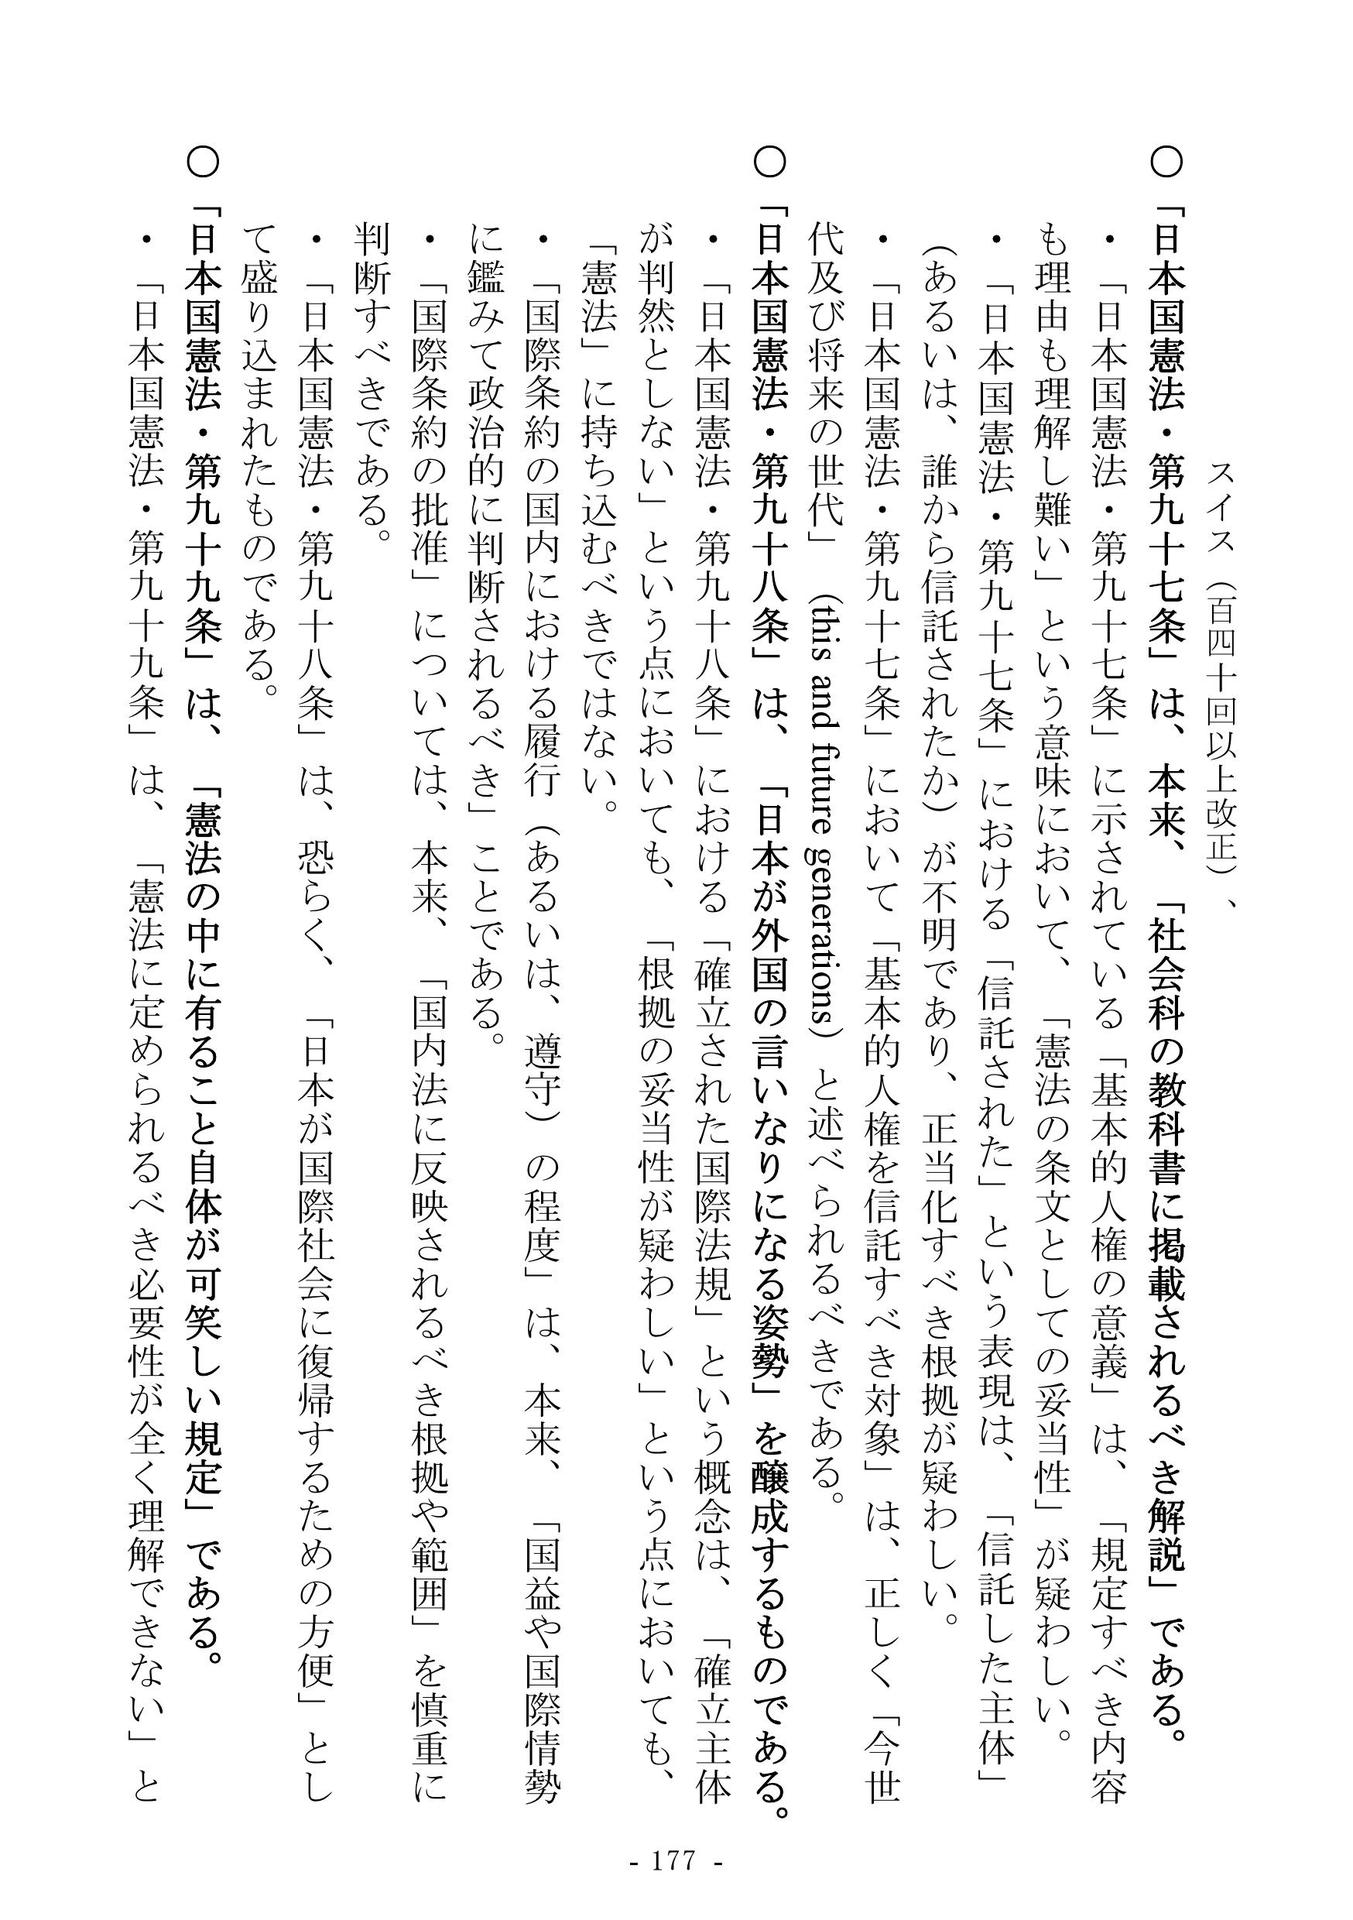 スイス（百四十回以上改正）、
○「日本国憲法・第九十七条」は、本来、「社会科の教科書に掲載されるべき解説」である。
・「日本国憲法・第九十七条」に示されている「基本的人権の意義」は、「規定すべき内容
も理由も理解し難い」という意味において、「憲法の条文としての妥当性」が疑わしい。
・「日本国憲法・第九十七条」における「信託された」という表現は、「信託した主体」
（あるいは、誰から信託されたか）が不明であり、正当化すべき根拠が疑わしい。
・「日本国憲法・第九十七条」において「基本的人権を信託すべき対象」は、正しく「今世
代及び将来の世代」（this and future generations）と述べられるべきである。
○「日本国憲法・第九十八条」は、「日本が外国の言いなりになる姿勢」を醸成するものである。
・「日本国憲法・第九十八条」における「確立された国際法規」という概念は、「確立主体
が判然としない」という点においても、「根拠の妥当性が疑わしい」という点においても、
「憲法」に持ち込むべきではない。
・「国際条約の国内における履行（あるいは、遵守）の程度」は、本来、「国益や国際情勢
に鑑みて政治的に判断されるべき」ことである。
・「国際条約の批准」については、本来、「国内法に反映されるべき根拠や範囲」を慎重に
判断すべきである。
・「日本国憲法・第九十八条」は、恐らく、「日本が国際社会に復帰するための方便」とし
て盛り込まれたものである。
○「日本国憲法・第九十九条」は、「憲法の中に有ること自体が可笑しい規定」である。
・「日本国憲法・第九十九条」は、「憲法に定められるべき必要性が全く理解できない」と
- 177 -